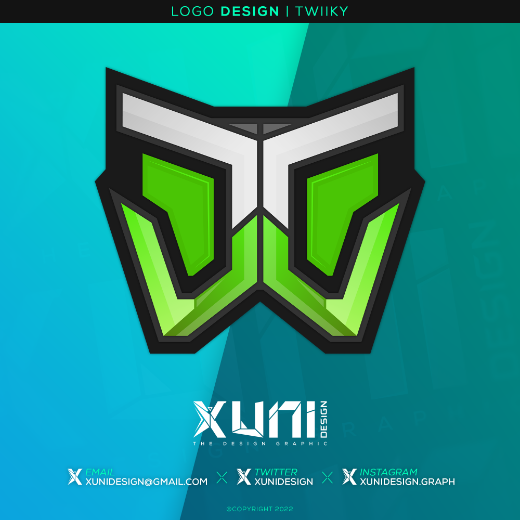 LOGO DESIGN | TWIIKY
XUNI DESIGN
THE DESIGN GRAPHIC
EMAIL
XUNIDESIGN@GMAIL.COM
TWITTER
XUNIDESIGN
INSTAGRAM
XUNIDESIGN.GRAPH
©COPYRIGHT 2022